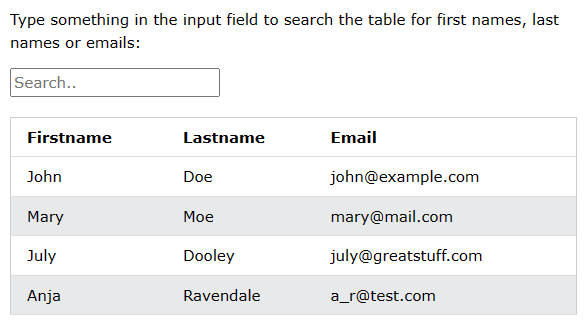 Type something in the input field to search the table for first names, last
names or emails:
Search..
Firstname Lastname Email
John Doe john@example.com
Mary Moe mary@mail.com
July Dooley july@greatstuff.com
Anja Ravendale a_r@test.com